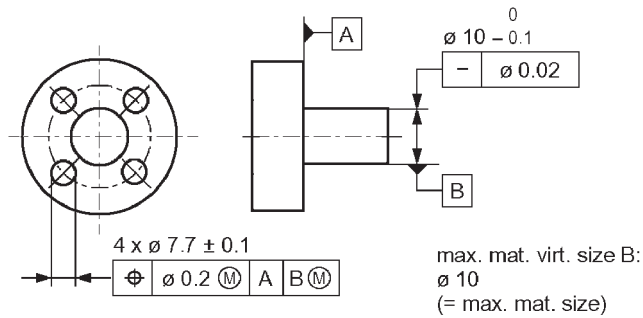 A
0
ø 10 – 0.1
– ø 0.02
B
4 x ø 7.7 ± 0.1
⌖ ø 0.2 Ⓜ A B Ⓜ
max. mat. virt. size B:
ø 10
(= max. mat. size)